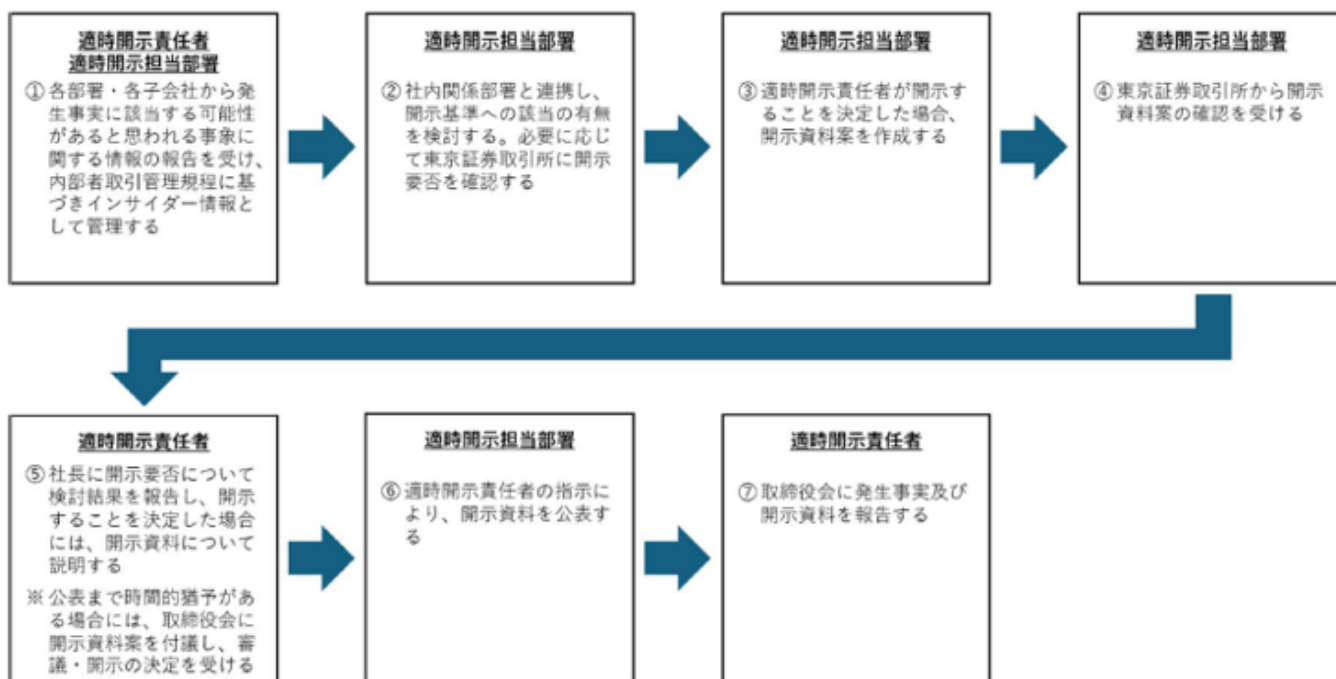 適時開示責任者
適時開示担当部署
① 各部署・各子会社から発
生事実に該当する可能性
があると思われる事象に
関する情報の報告を受け、
内部者取引管理規程に基
づきインサイダー情報と
して管理する
適時開示担当部署
② 社内関係部署と連携し、
開示基準への該当の有無
を検討する。必要に応じ
て東京証券取引所に開示
要否を確認する
適時開示担当部署
③ 適時開示責任者が開示す
ることを決定した場合、
開示資料案を作成する
適時開示担当部署
④ 東京証券取引所から開示
資料案の確認を受ける
適時開示責任者
⑤ 社長に開示要否について
検討結果を報告し、開示
することを決定した場合
には、開示資料について
説明する
※ 公表まで時間的猶予があ
る場合には、取締役会に
開示資料案を付議し、審
議・開示の決定を受ける
適時開示担当部署
⑥ 適時開示責任者の指示に
より、開示資料を公表す
る
適時開示責任者
⑦ 取締役会に発生事実及び
開示資料を報告する